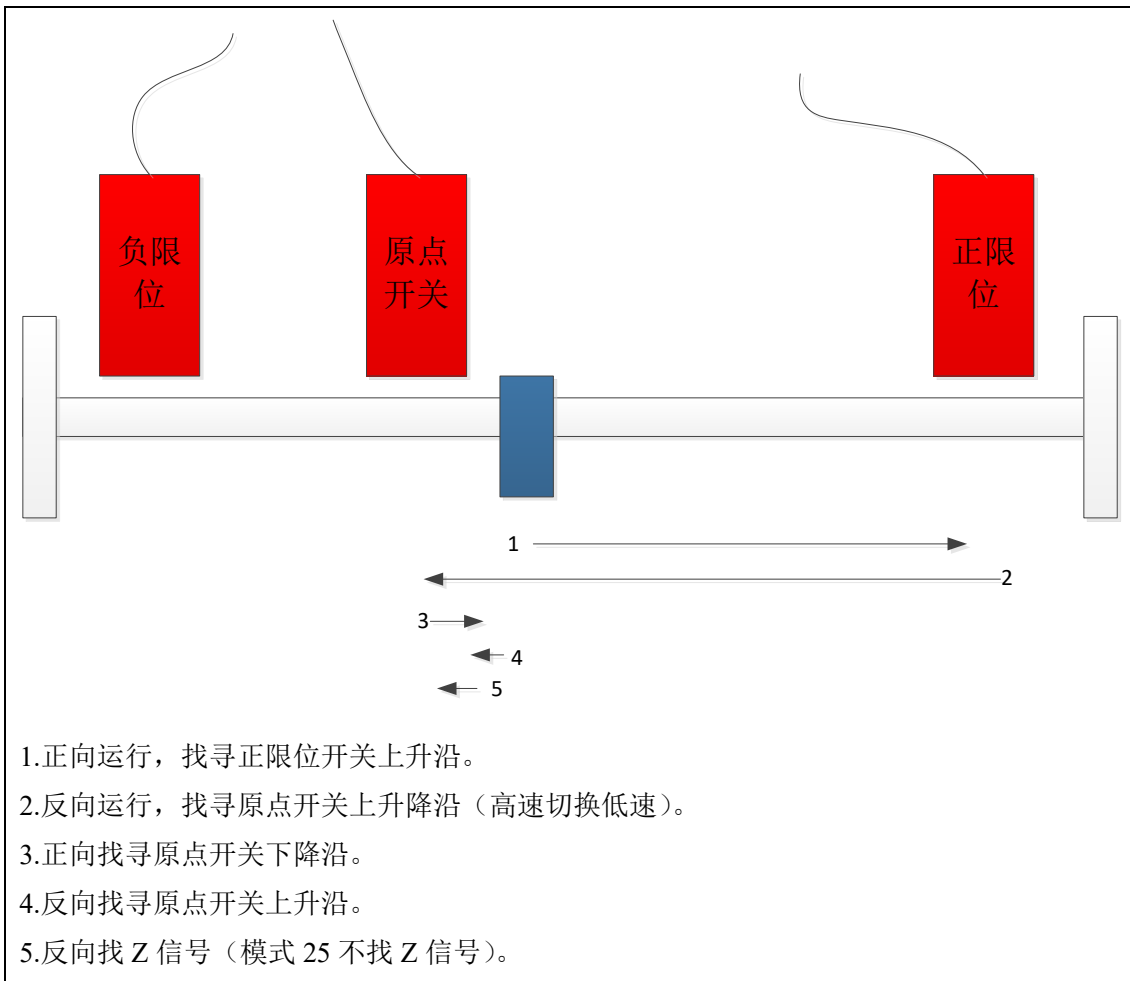 负限
位
原点
开关
正限
位
1
2
3
4
5
1.正向运行，找寻正限位开关上升沿。
2.反向运行，找寻原点开关上升降沿（高速切换低速）。
3.正向找寻原点开关下降沿。
4.反向找寻原点开关上升沿。
5.反向找 Z 信号（模式 25 不找 Z 信号）。